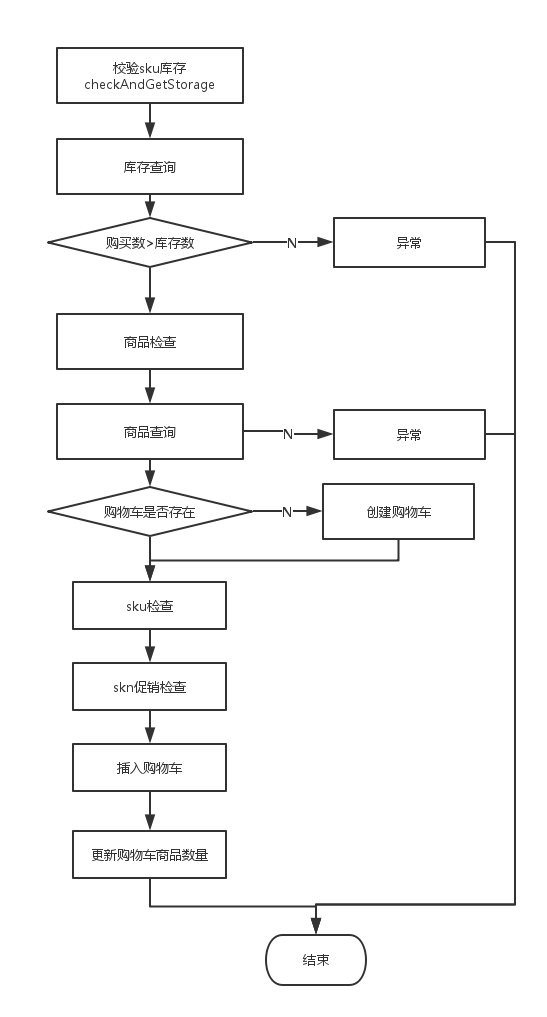 校验sku库存
checkAndGetStorage
库存查询
购买数>库存数
N
异常
商品检查
商品查询
N
异常
购物车是否存在
N
创建购物车
sku检查
skn促销检查
插入购物车
更新购物车商品数量
结束